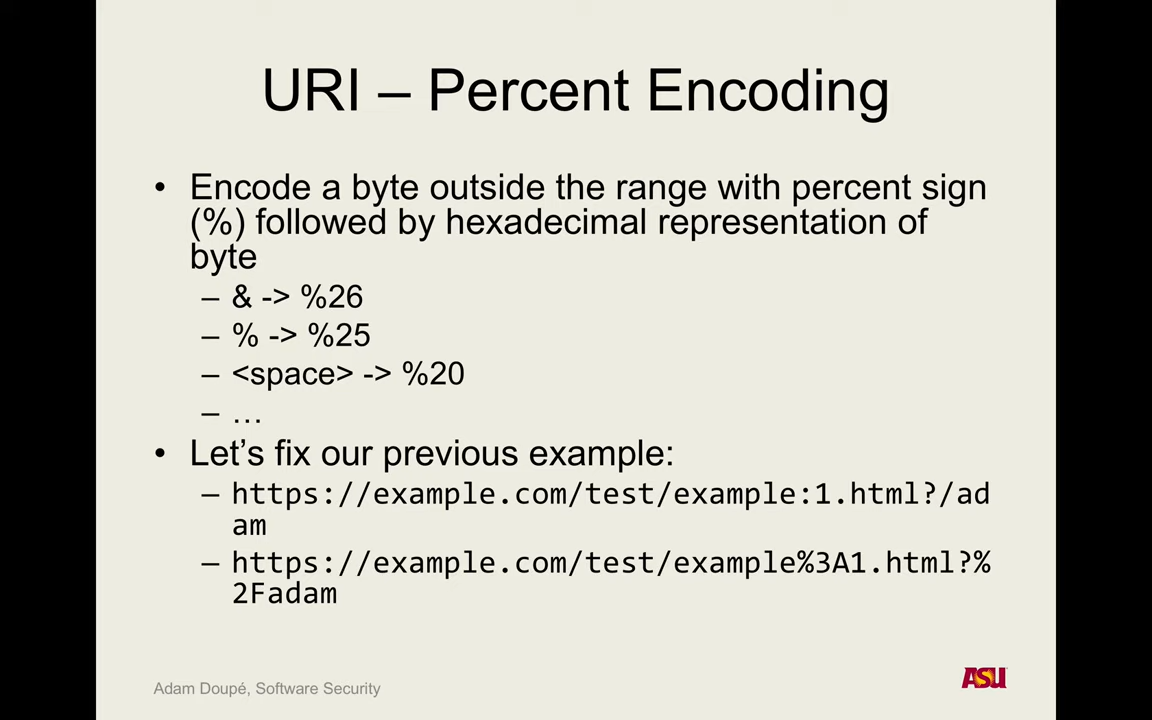 URI – Percent Encoding
• Encode a byte outside the range with percent sign
(%) followed by hexadecimal representation of
byte
– & -> %26
– % -> %25
– <space> -> %20
– …
• Let’s fix our previous example:
– https://example.com/test/example:1.html?/ad
am
– https://example.com/test/example%3A1.html?%
2Fadam
Adam Doupé, Software Security
ASU